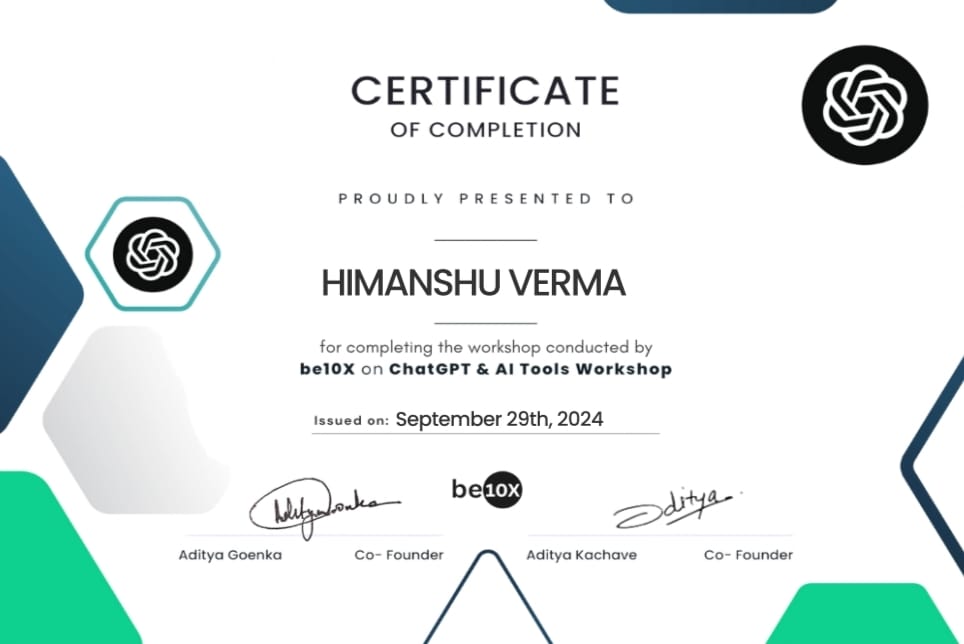 CERTIFICATE
OF COMPLETION
PROUDLY PRESENTED TO
HIMANSHU VERMA
for completing the workshop conducted by
be10X on ChatGPT & AI Tools Workshop
Issued on: September 29th, 2024
be10X
Aditya
Aditya Goenka Co- Founder Aditya Kachave Co- Founder